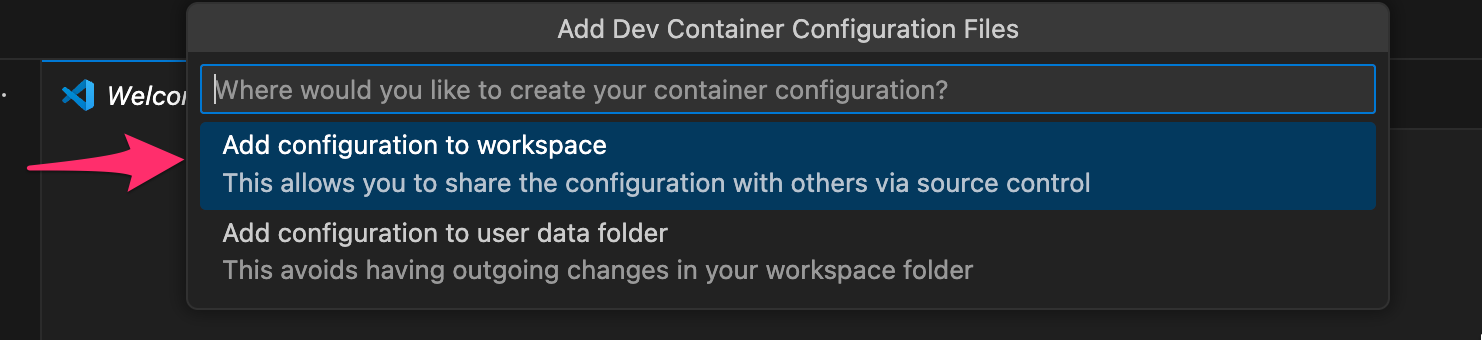 Add Dev Container Configuration Files
Where would you like to create your container configuration?
Welcor
Add configuration to workspace
This allows you to share the configuration with others via source control
Add configuration to user data folder
This avoids having outgoing changes in your workspace folder